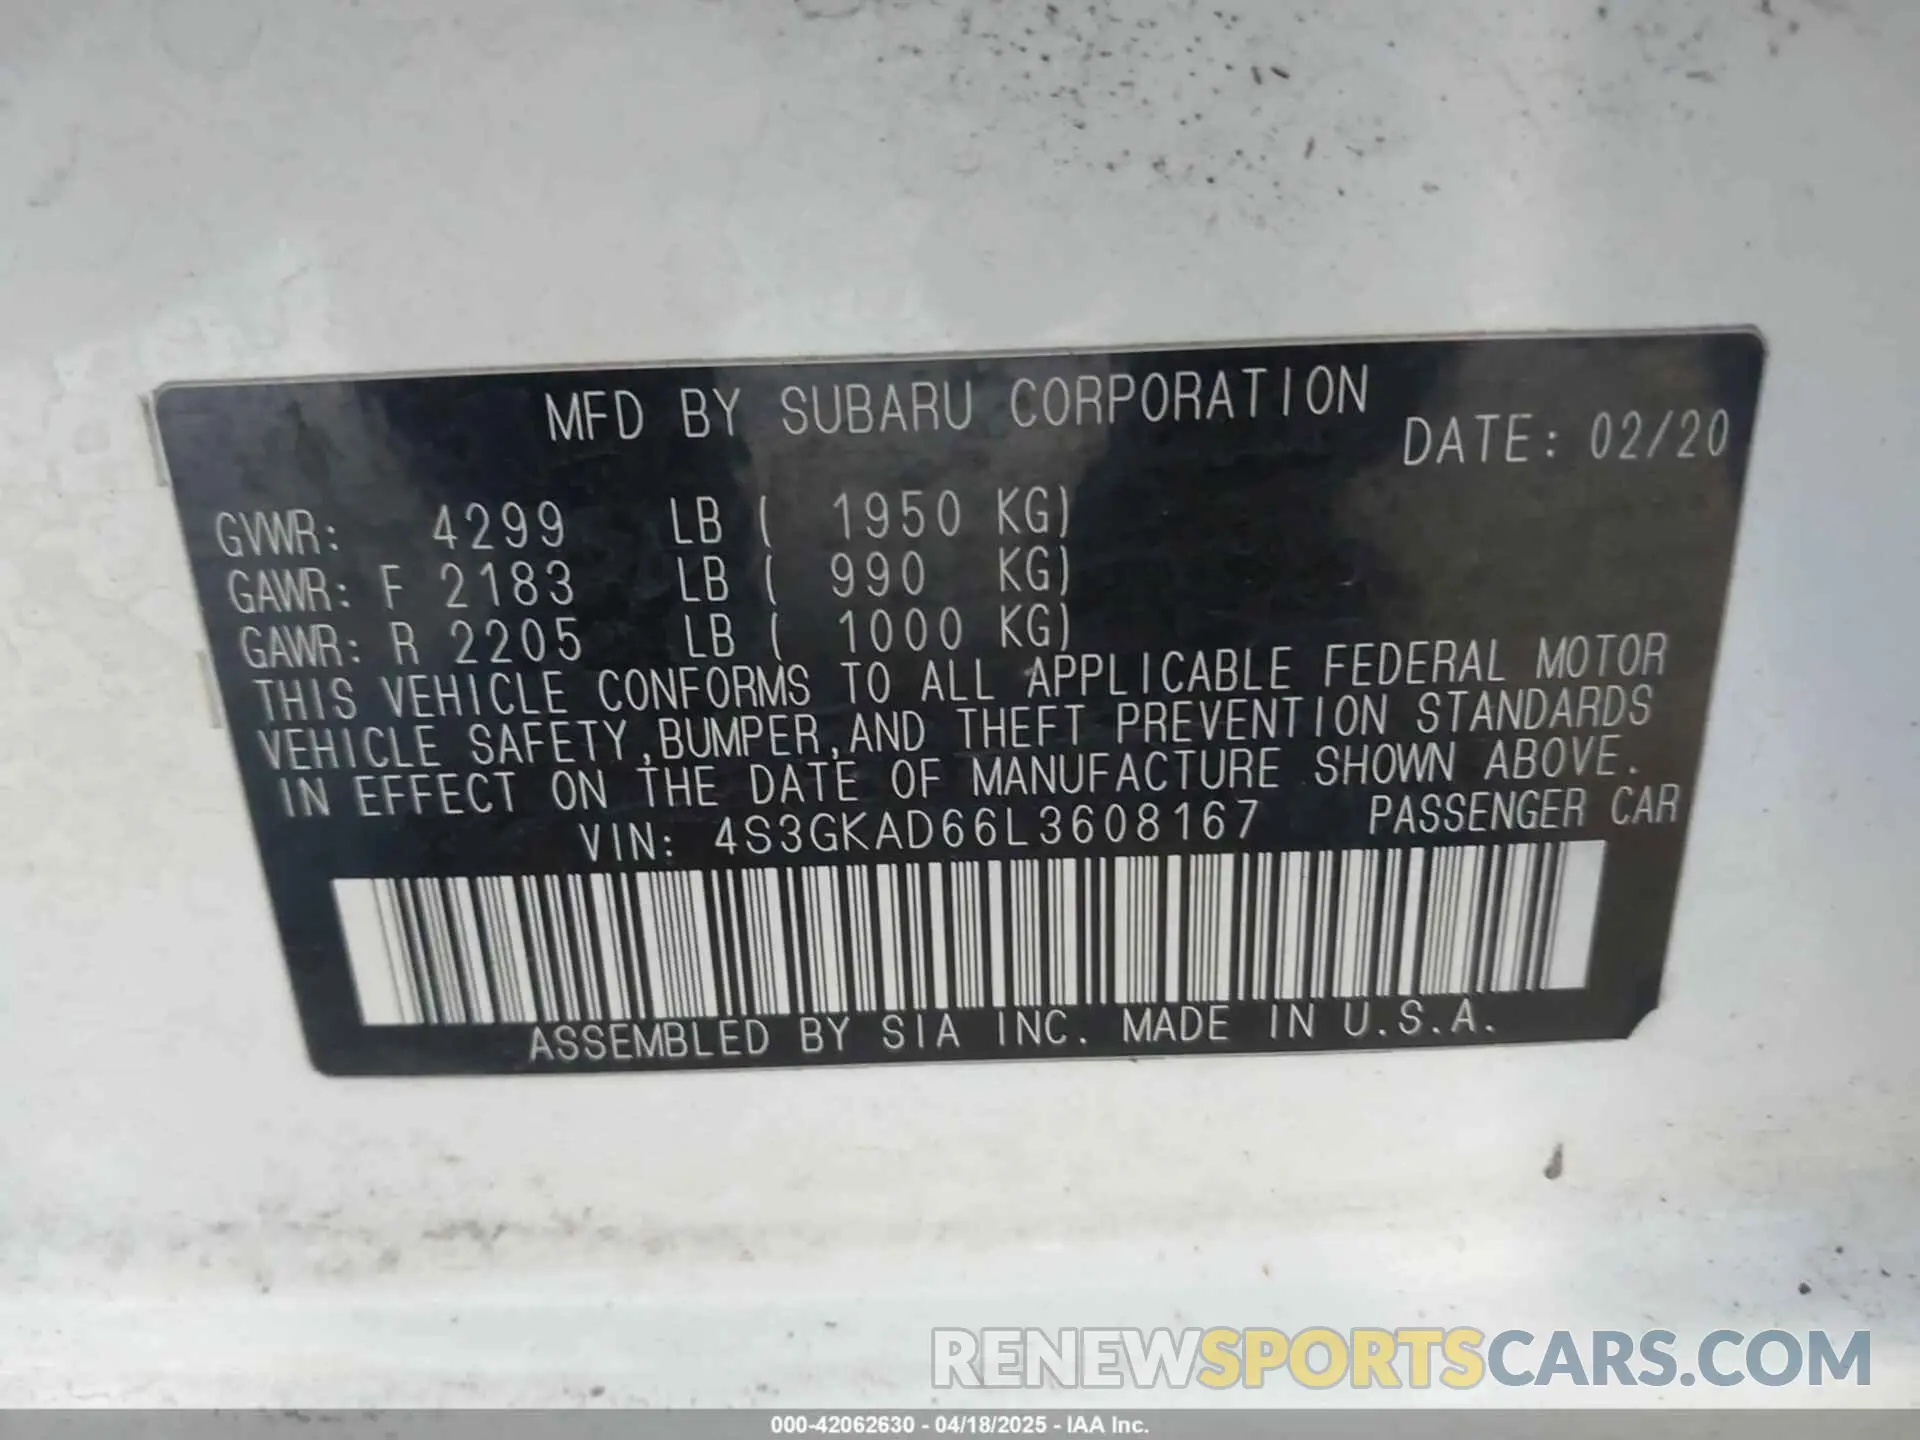 MFD BY SUBARU CORPORATION
DATE: 02/20
GVWR: 4299 LB ( 1950 KG)
GAWR: F 2183 LB ( 990 KG)
GAWR: R 2205 LB ( 1000 KG)
THIS VEHICLE CONFORMS TO ALL APPLICABLE FEDERAL MOTOR
VEHICLE SAFETY,BUMPER,AND THEFT PREVENTION STANDARDS
IN EFFECT ON THE DATE OF MANUFACTURE SHOWN ABOVE.
VIN: 4S3GKAD66L3608167 PASSENGER CAR
ASSEMBLED BY SIA INC. MADE IN U.S.A.
RENEWSPORTSCARS.COM
000-42062630 - 04/18/2025 - IAA Inc.